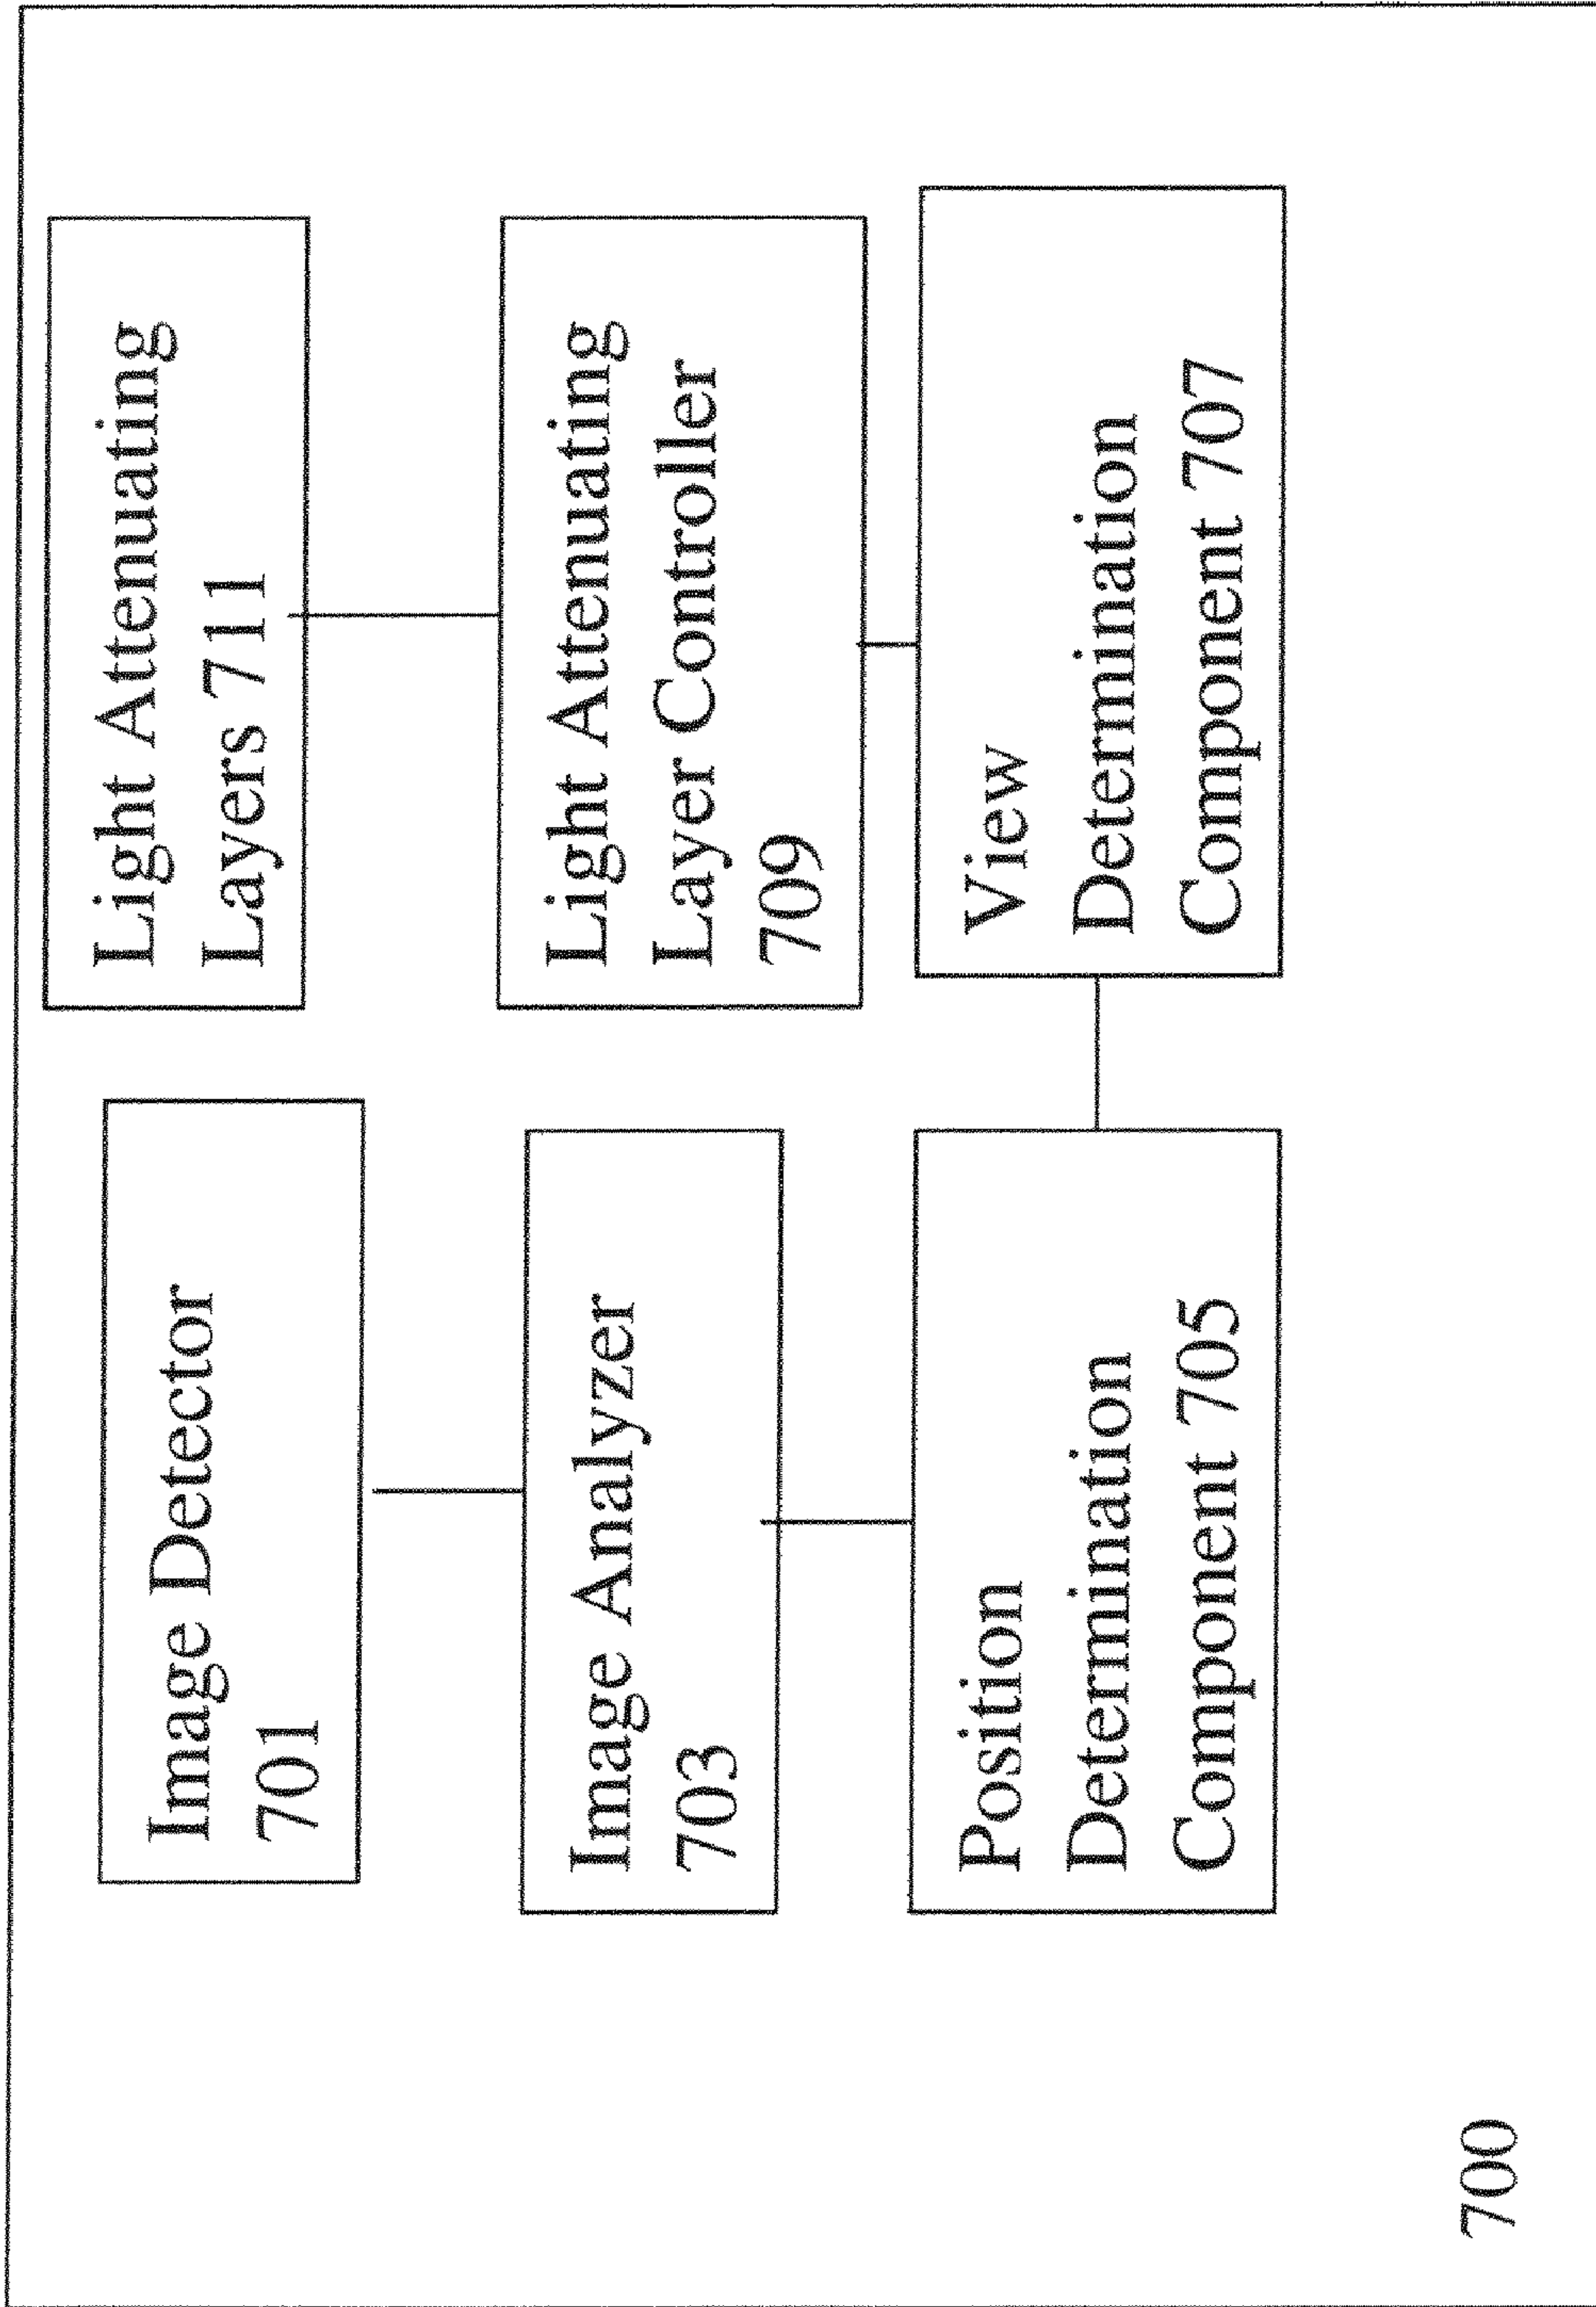 Image Detector
701
Image Analyzer
703
Position
Determination
Component 705
Light Attenuating
Layers 711
Light Attenuating
Layer Controller
709
View
Determination
Component 707
700